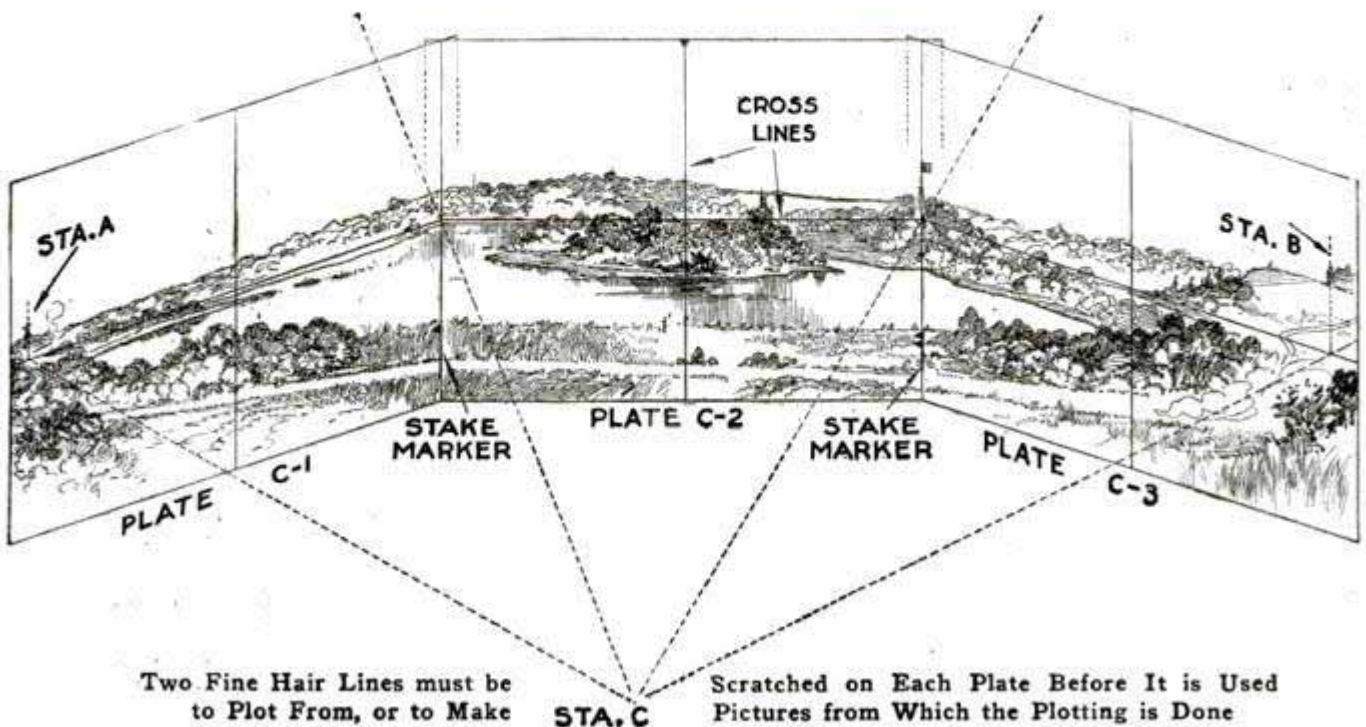 CROSS
LINES
STA. A
STA. B
STAKE
MARKER
PLATE C-2
STAKE
MARKER
PLATE C-1
PLATE C-3
Two Fine Hair Lines must be
to Plot From, or to Make
STA. C
Scratched on Each Plate Before It is Used
Pictures from Which the Plotting is Done